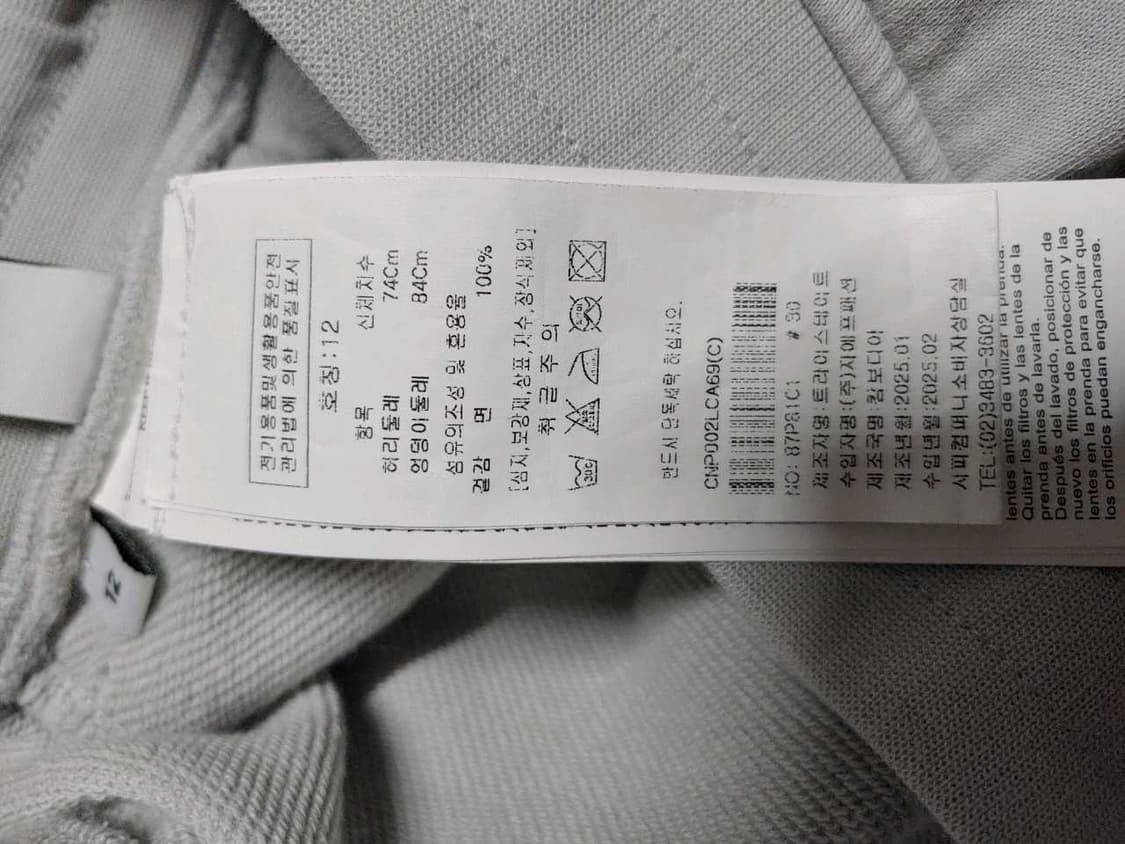 전기용품및생활용품안전
관리법에 의한 품질표시
호칭:12
항목 신체치수
허리둘레 74Cm
엉덩이둘레 84Cm
섬유의조성 및 혼용율
겉감 면 100%
[심지,보강재,상표,자수,장식제외]
취 급 주 의
30C
반드시 단독세탁 하십시오.
CNP002LCA69(C)
NO: 87P81C1 # 30
제조자명:트라이스테이트
수입자명:(주)지에프패션
제조국명:캄보디아
제조년월:2025.01
수입년월:2025.02
시피컴퍼니소비자상담실
TEL:(02)3483-3602
lentes antes de utilizar la prenda.
Quitar los filtros y las lentes de la
prenda antes de lavarla.
Después del lavado, posicionar de
nuevo los filtros de protección y las
lentes en la prenda para evitar que
los orificios puedan engancharse.
12